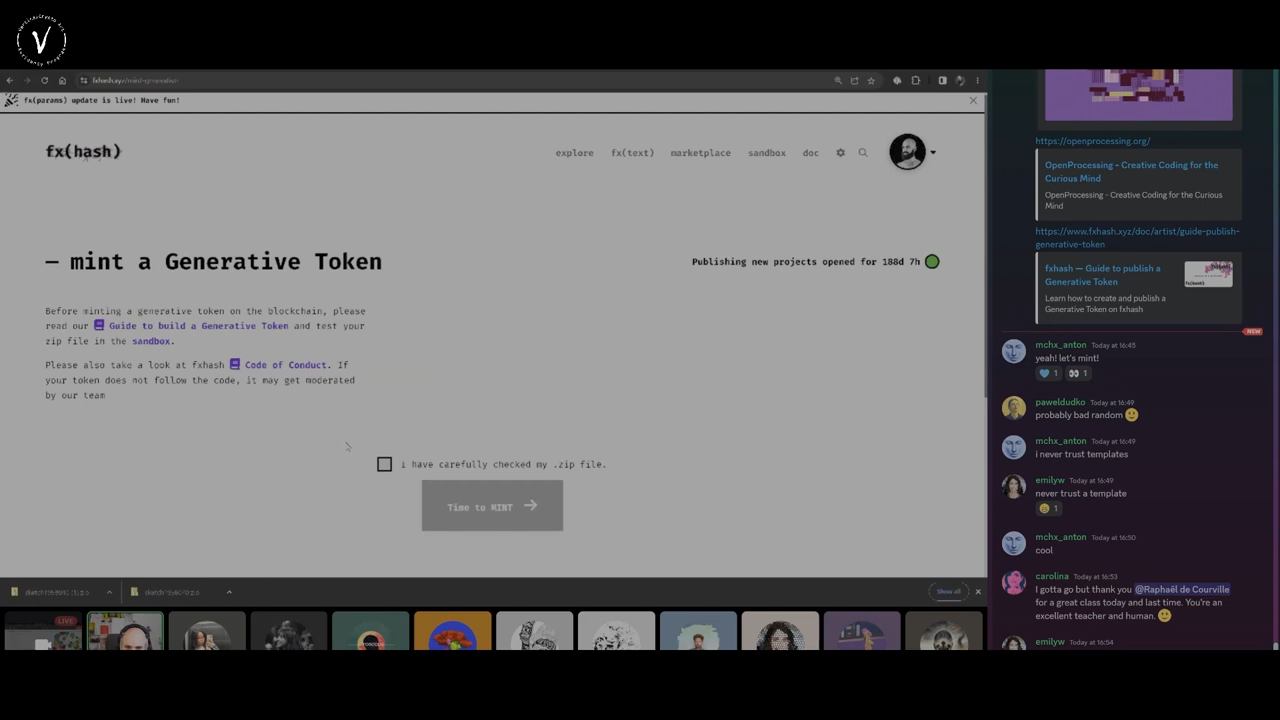 V
fxhash.xyz/mint-generative
fx(params) update is live! Have fun!
fx(hash)
explore fx(text) marketplace sandbox doc
— mint a Generative Token
Publishing new projects opened for 188d 7h
Before minting a generative token on the blockchain, please
read our Guide to build a Generative Token and test your
zip file in the sandbox.
Please also take a look at fxhash Code of Conduct. If
your token does not follow the code, it may get moderated
by our team
i have carefully checked my .zip file.
Time to MINT
Show all
LIVE
https://openprocessing.org/
OpenProcessing - Creative Coding for the
Curious Mind
OpenProcessing - Creative Coding for the Curious
Mind
https://www.fxhash.xyz/doc/artist/guide-publish-
generative-token
fxhash — Guide to publish a
Generative Token
Learn how to create and publish a
Generative Token on fxhash
NEW
mchx_anton Today at 16:45
yeah! let's mint!
1 1
paweldudko Today at 16:49
probably bad random
mchx_anton Today at 16:49
i never trust templates
emilyw Today at 16:49
never trust a template
1
mchx_anton Today at 16:50
cool
carolina Today at 16:53
I gotta go but thank you @Raphaël de Courville
for a great class today and last time. You're an
excellent teacher and human.
emilyw Today at 16:54